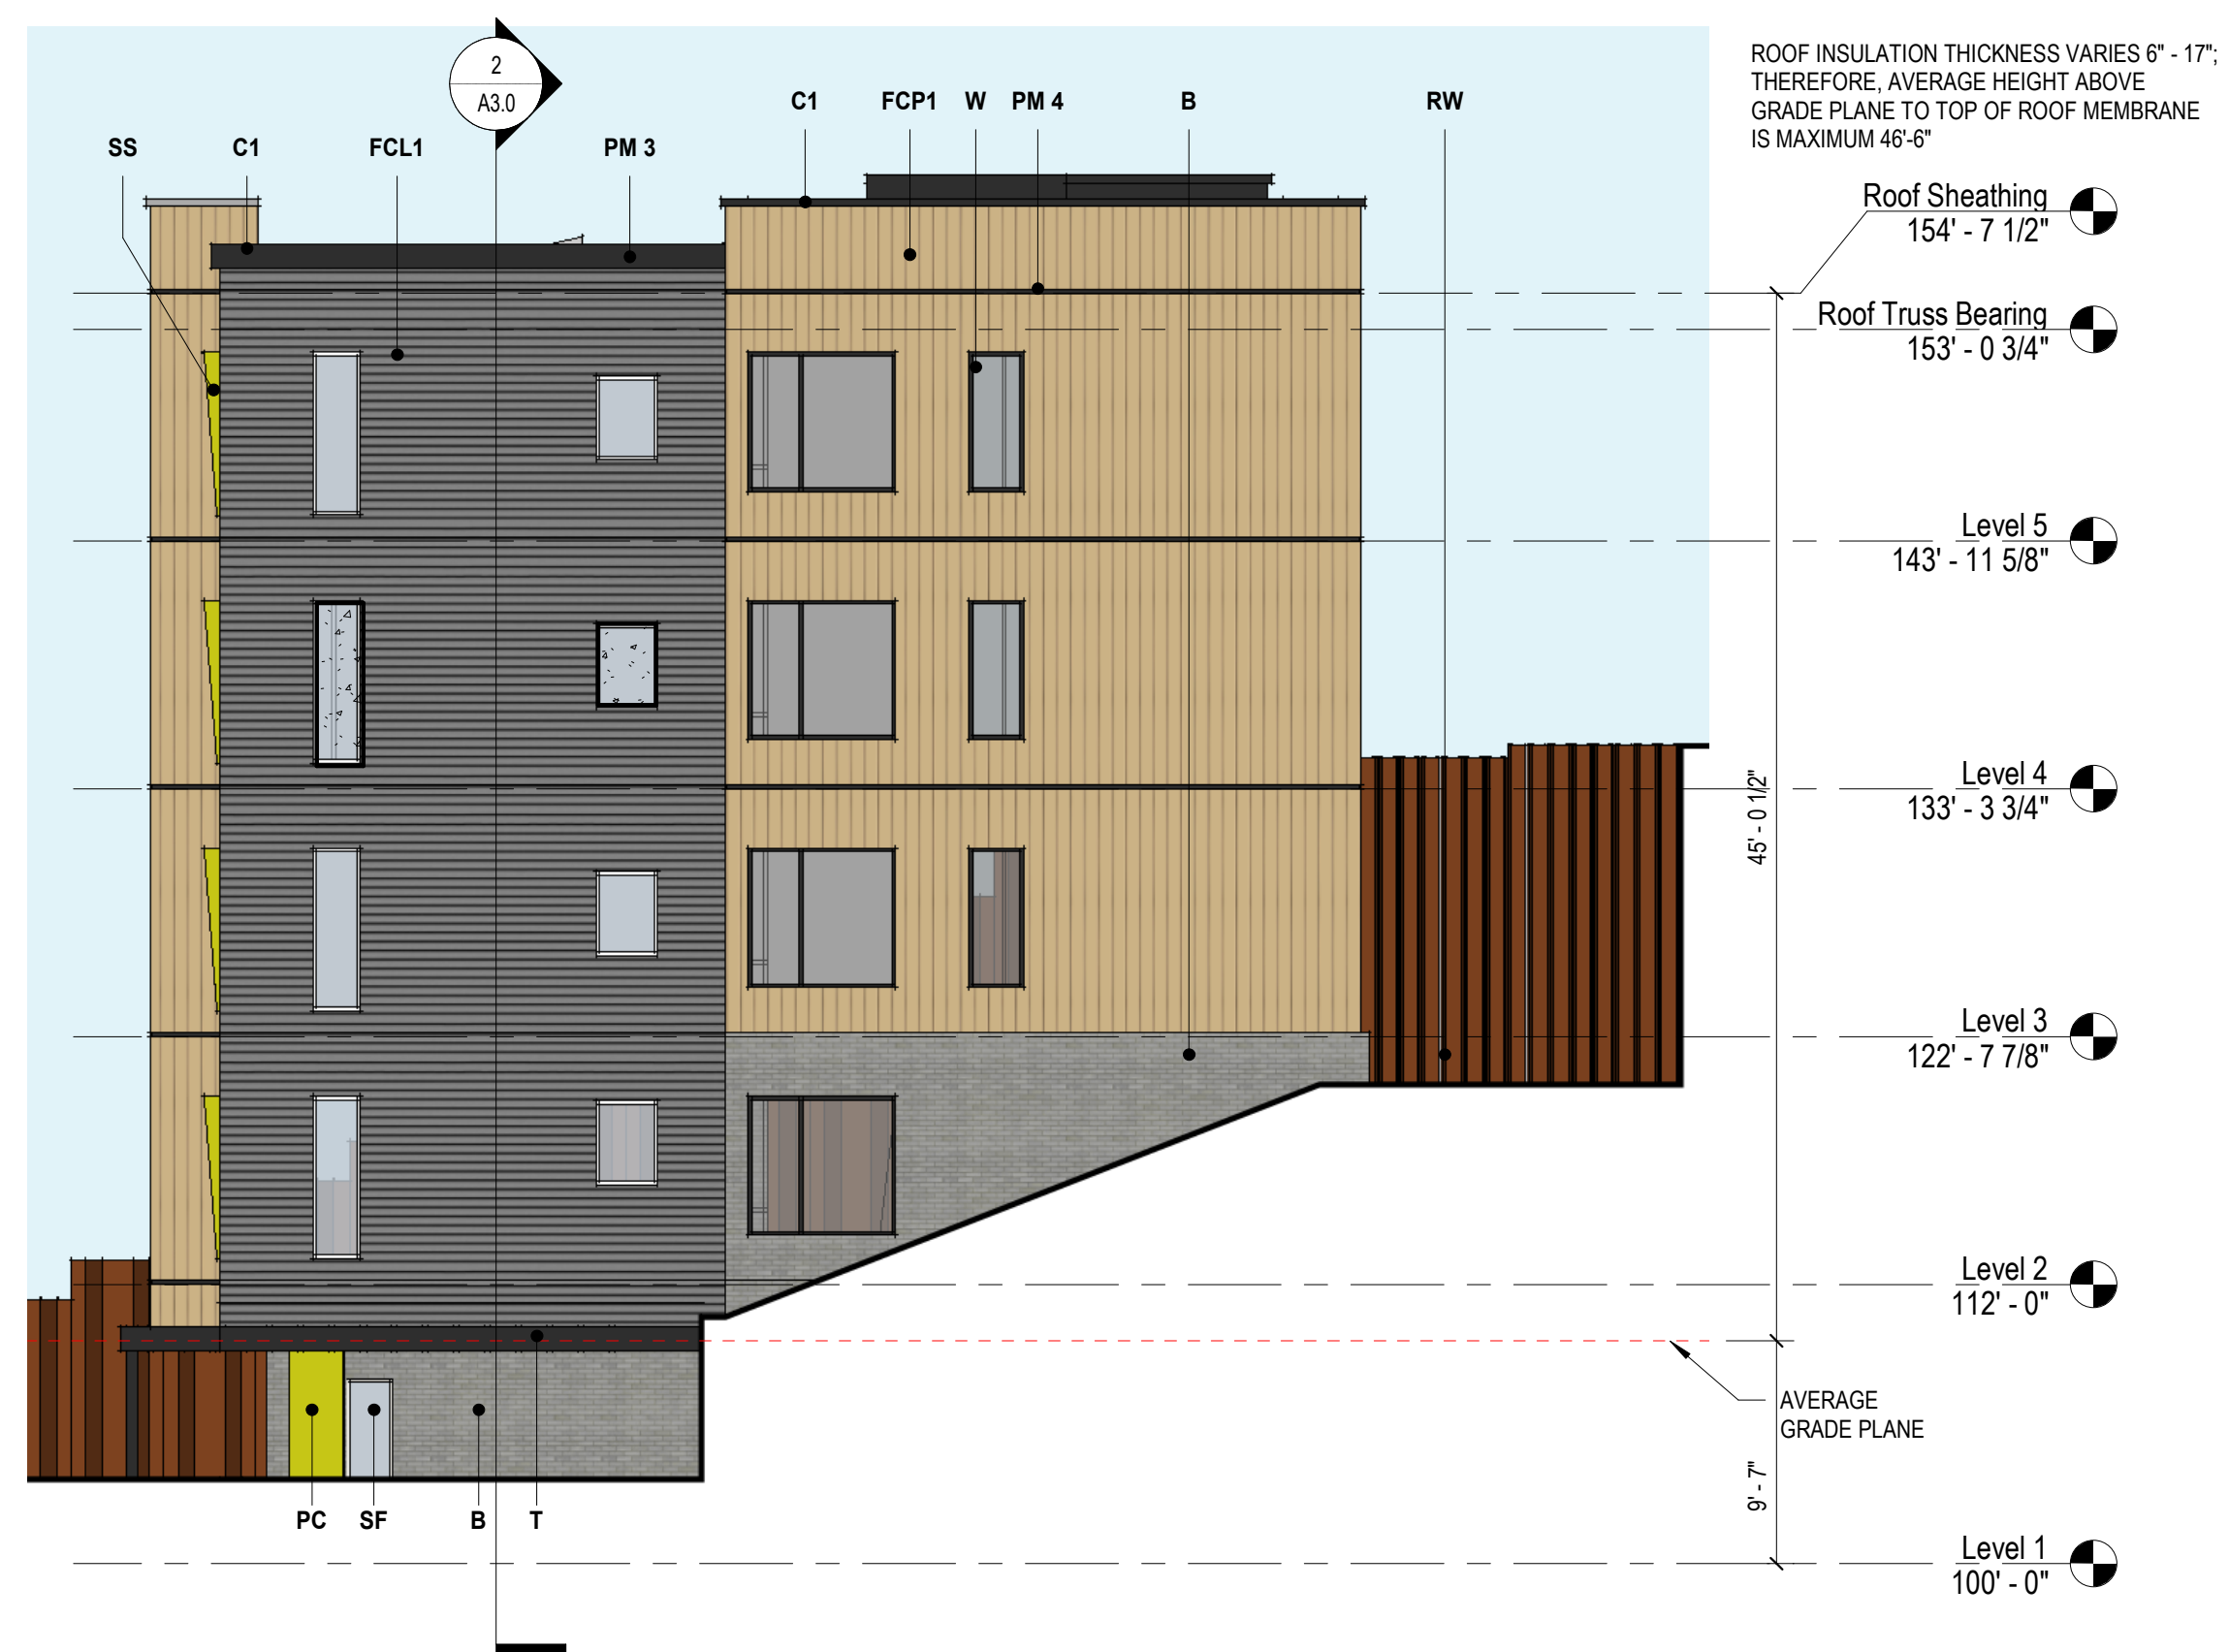 2
A3.0
ROOF INSULATION THICKNESS VARIES 6" - 17";
THEREFORE, AVERAGE HEIGHT ABOVE
GRADE PLANE TO TOP OF ROOF MEMBRANE
IS MAXIMUM 46'-6"
C1 FCP1 W PM 4 B RW
SS C1 FCL1 PM 3
Roof Sheathing
154' - 7 1/2"
Roof Truss Bearing
153' - 0 3/4"
Level 5
143' - 11 5/8"
Level 4
133' - 3 3/4"
45' - 0 1/2"
Level 3
122' - 7 7/8"
Level 2
112' - 0"
AVERAGE
GRADE PLANE
9' - 7"
PC SF B T
Level 1
100' - 0"